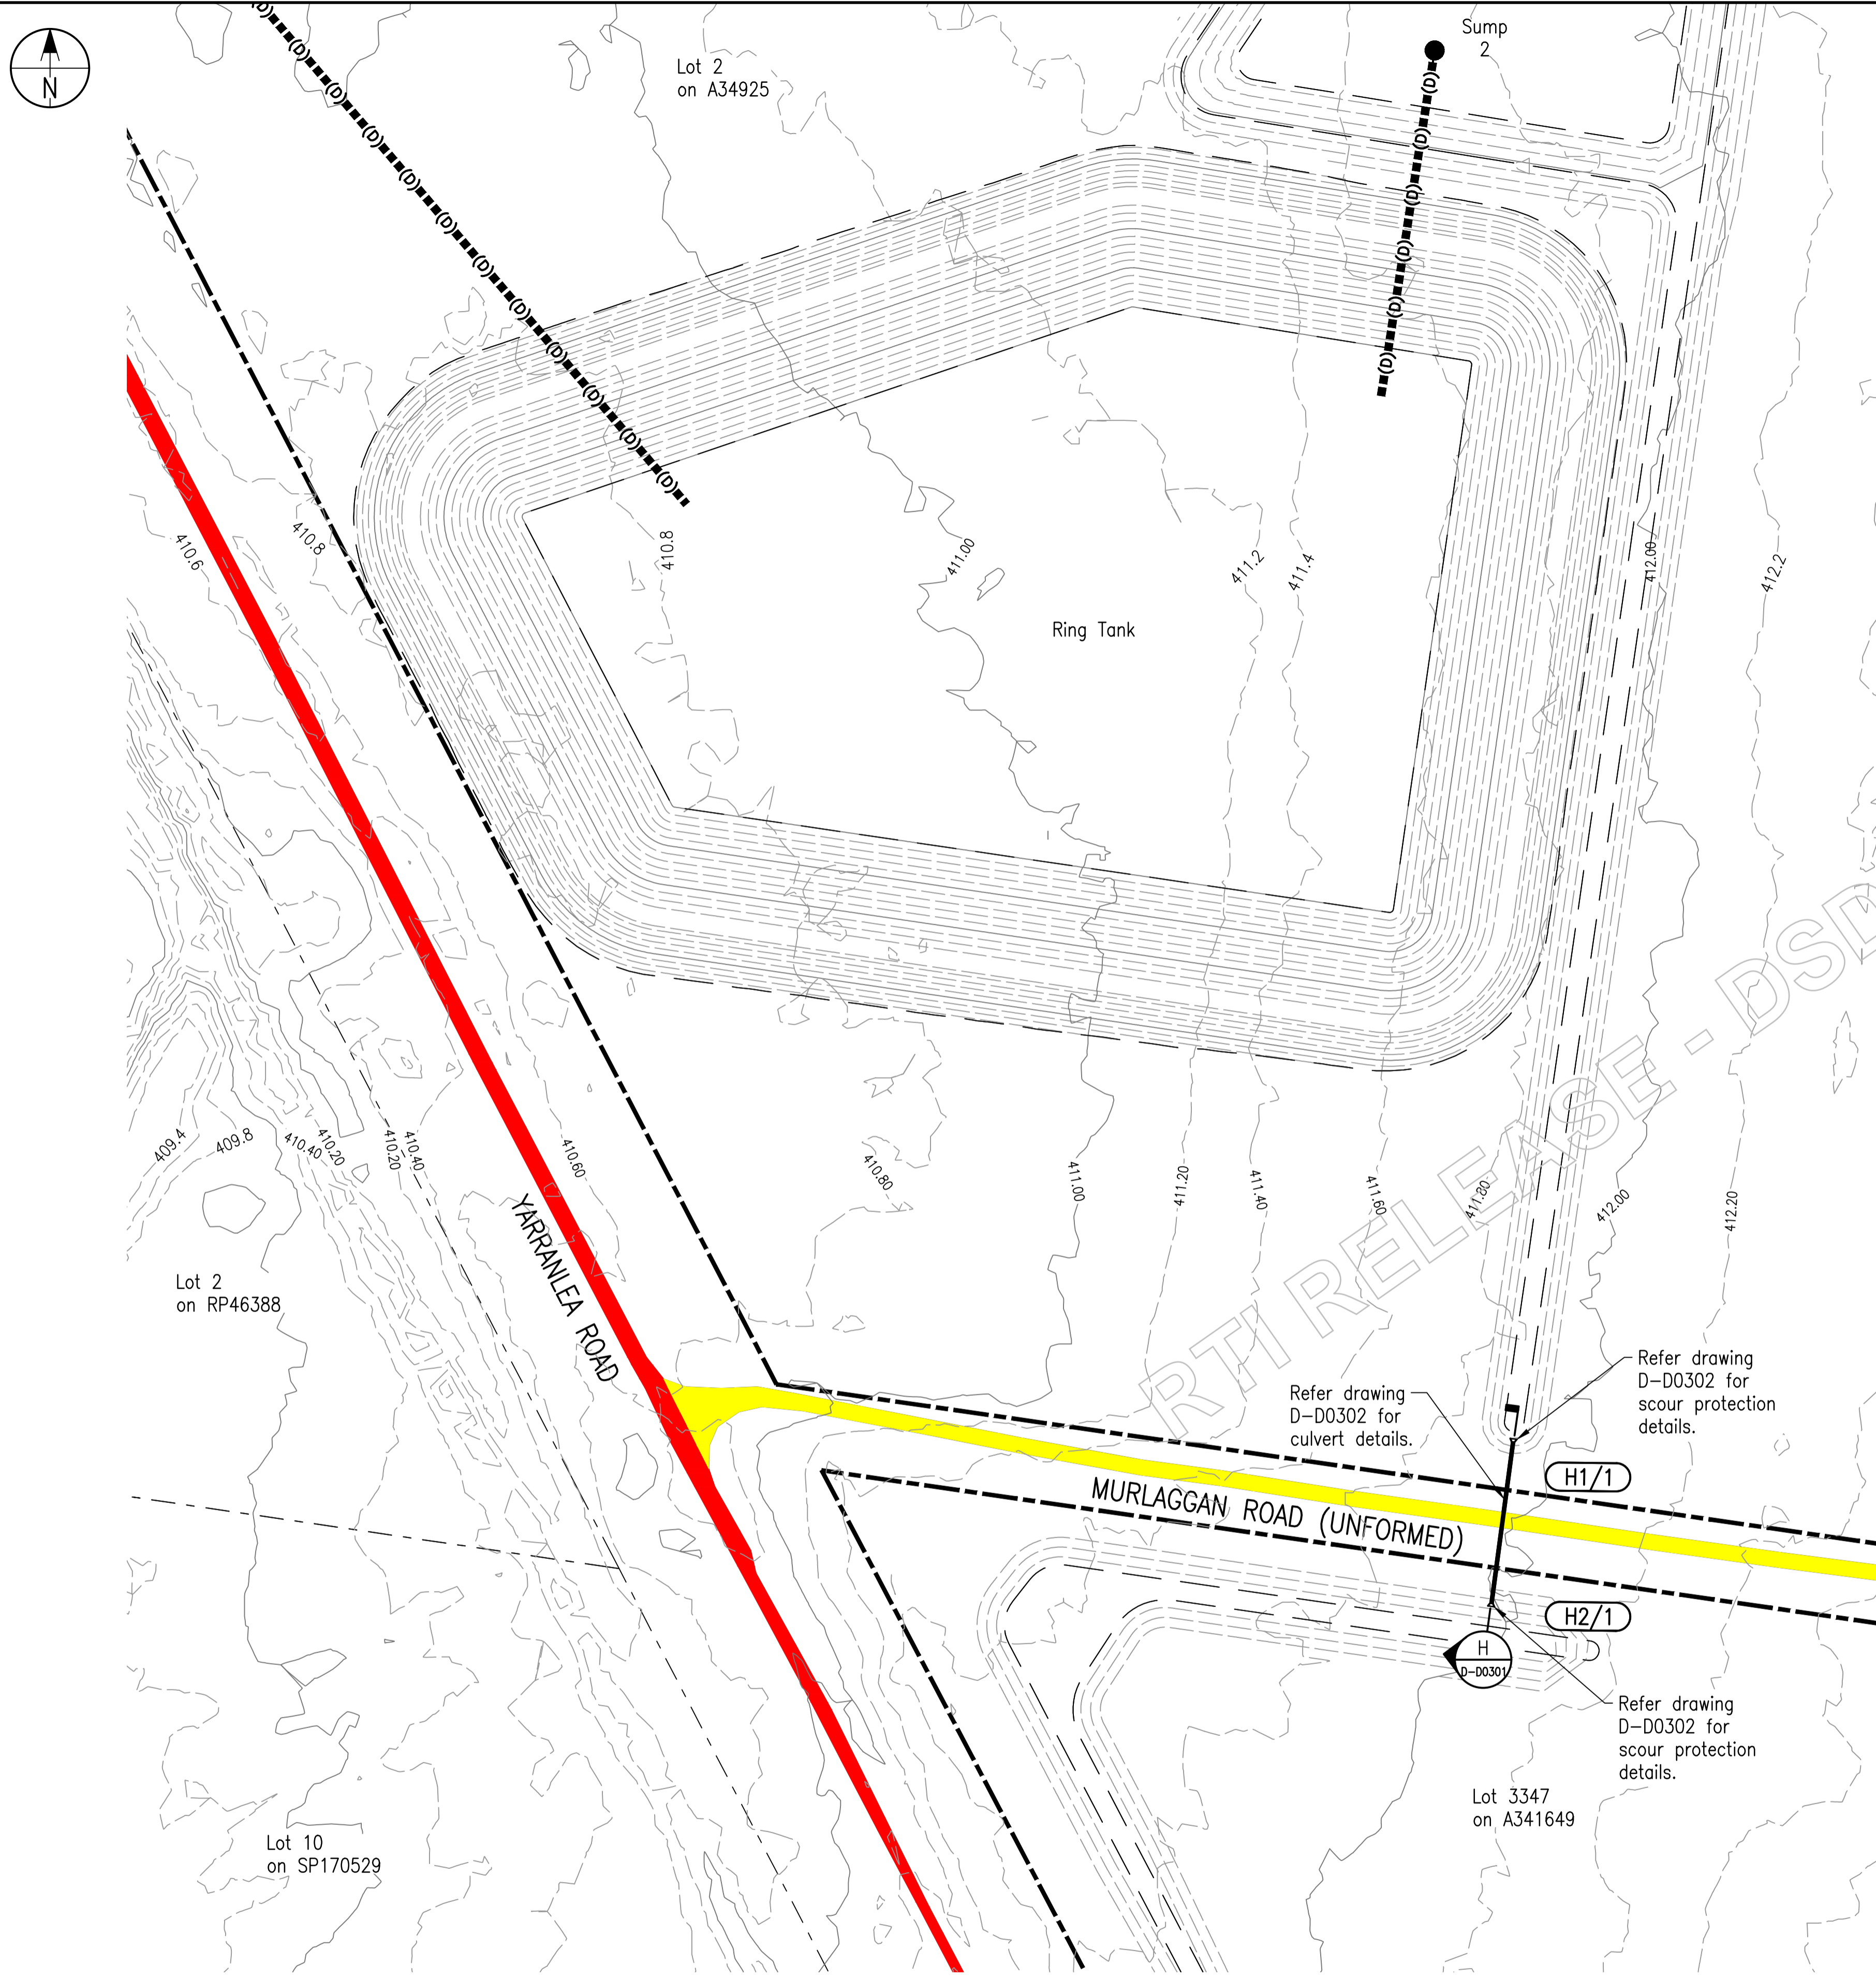 Sump
2
N
Lot 2
on A34925
(D) (D) (D) (D) (D) (D) (D) (D) (D) (D) (D) (D)
(D) (D) (D) (D) (D) (D)
410.6
410.8
410.8
411.00
411.2
411.4
412.00
412.2
Ring Tank
409.4
409.8
410.40
410.20
410.20
410.40
410.60
410.80
411.00
411.20
411.40
411.60
411.80
412.00
412.20
RTI RELEASE - DSD
YARRANLEA ROAD
Lot 2
on RP46388
Refer drawing
D-D0302 for
culvert details.
Refer drawing
D-D0302 for
scour protection
details.
H1/1
MURLAGGAN ROAD (UNFORMED)
H2/1
H
D-D0301
Refer drawing
D-D0302 for
scour protection
details.
Lot 3347
on A341649
Lot 10
on SP170529